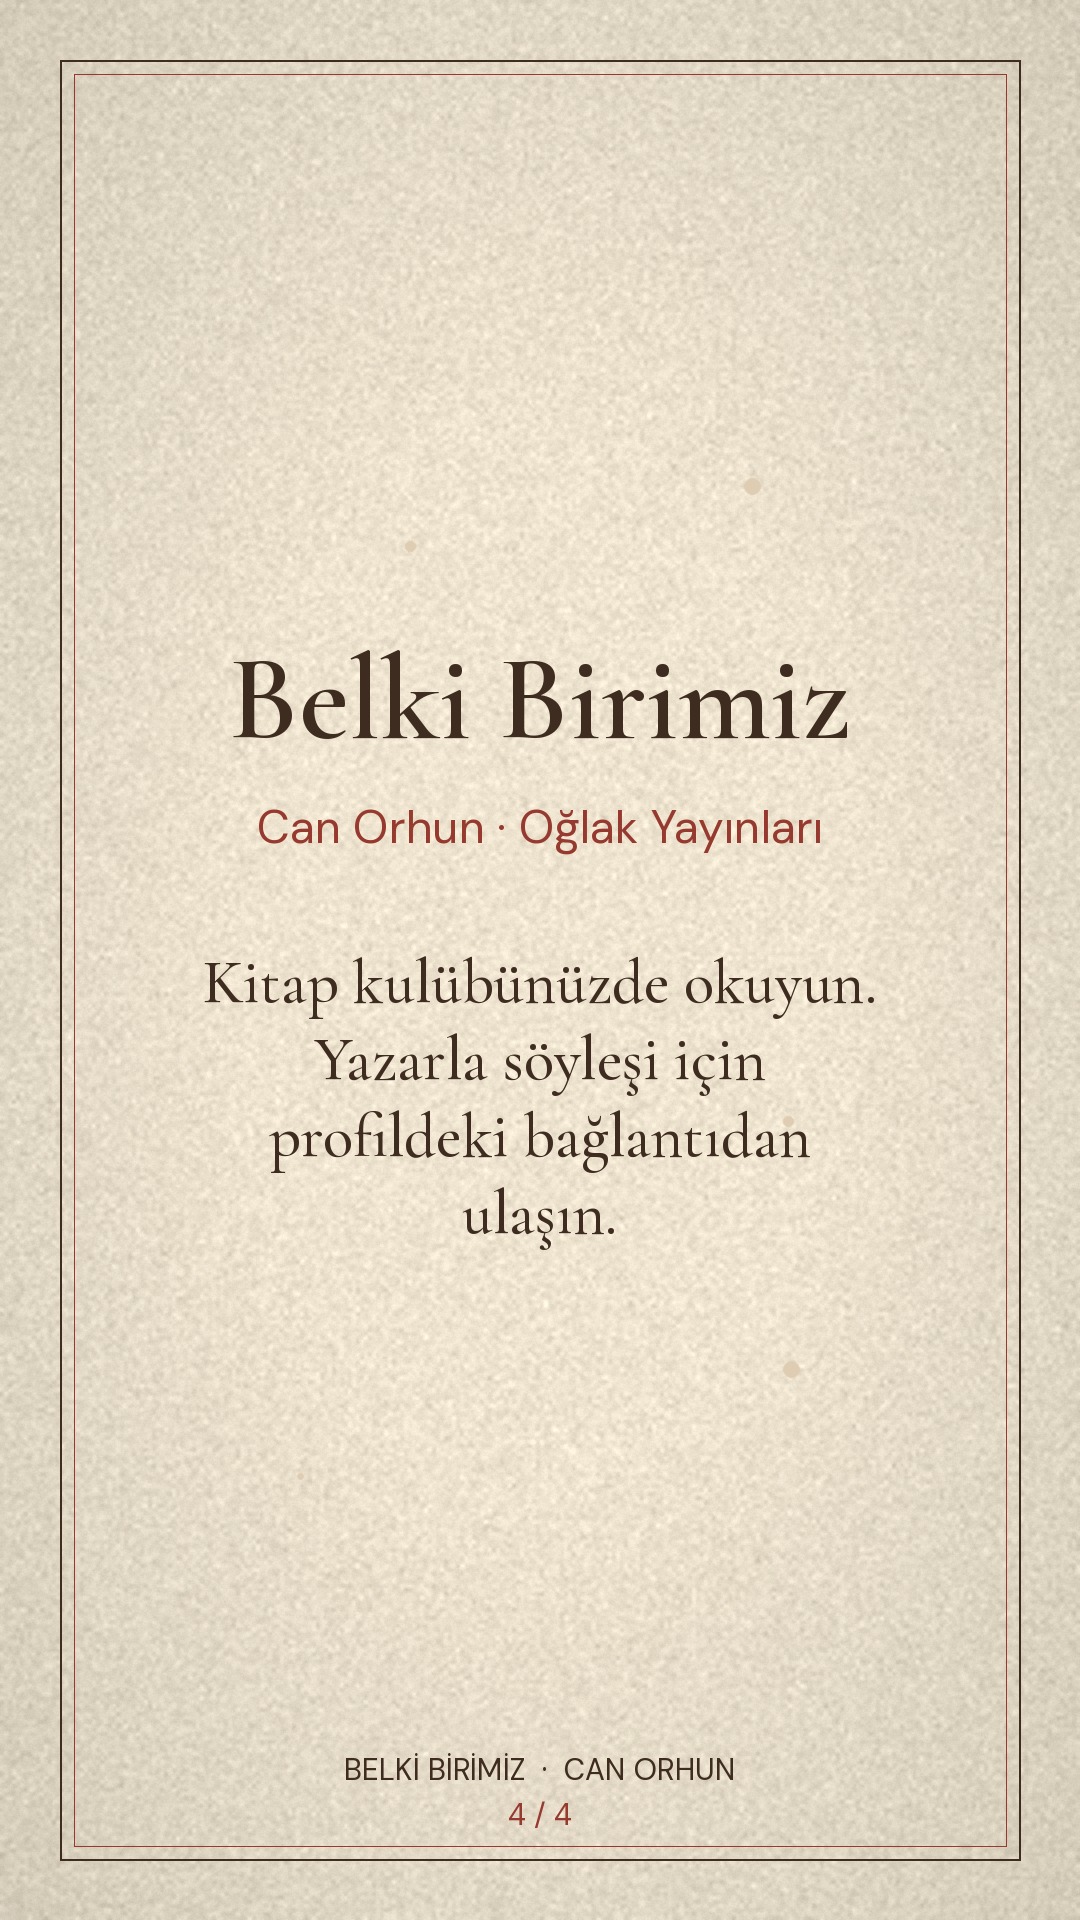 Belki Birimiz
Can Orhun · Oğlak Yayınları
Kitap kulübünüzde okuyun.
Yazarla söyleşi için
profildeki bağlantıdan
ulaşın.
BELKİ BİRİMİZ · CAN ORHUN
4 / 4